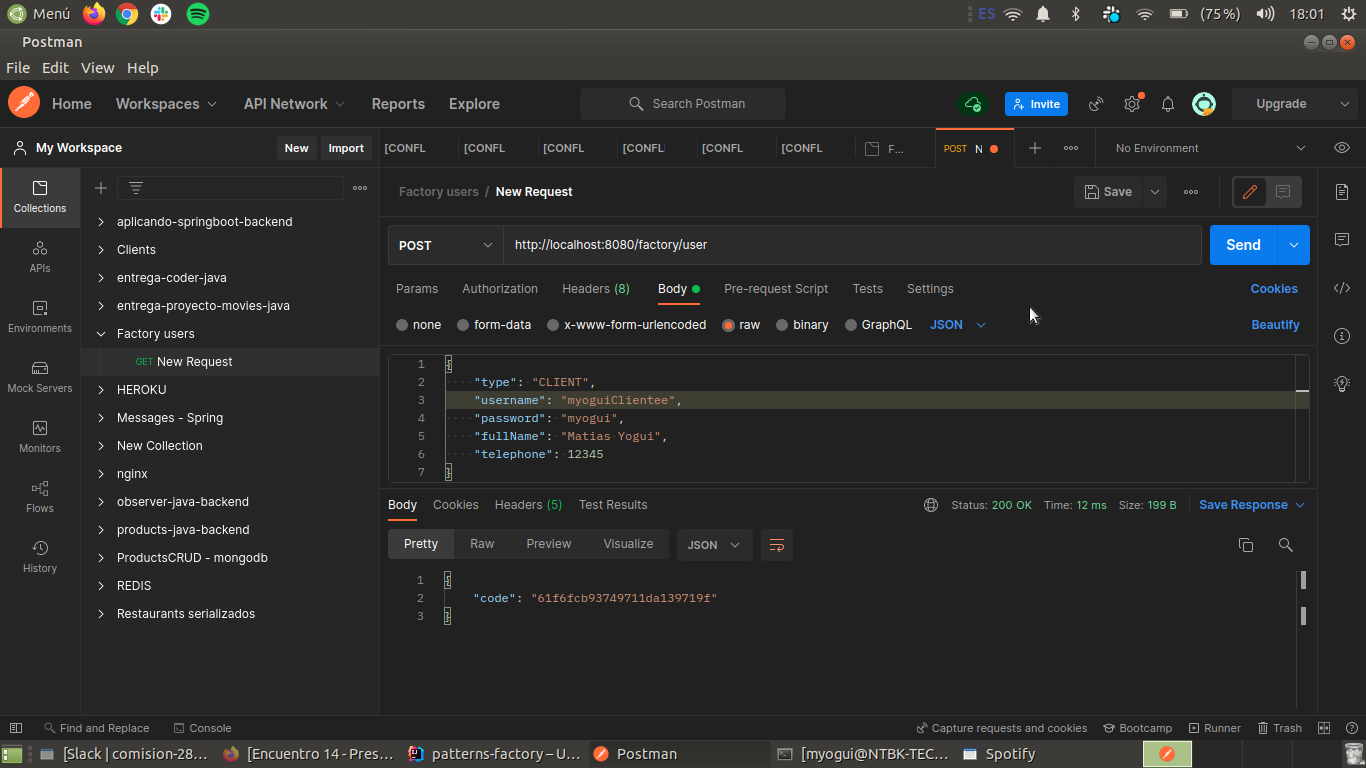 Menú
ES
(75%)
18:01
Postman
File Edit View Help
Home Workspaces API Network Reports Explore
Search Postman
Invite
Upgrade
My Workspace
New Import
[CONFL [CONFL [CONFL [CONFL [CONFL [CONFL F... POST N
No Environment
Collections
APIs
Environments
Mock Servers
Monitors
Flows
History
aplicando-springboot-backend
Clients
entrega-coder-java
entrega-proyecto-movies-java
Factory users
GET New Request
HEROKU
Messages - Spring
New Collection
nginx
observer-java-backend
products-java-backend
ProductsCRUD - mongodb
REDIS
Restaurants serializados
Factory users / New Request
Save
POST http://localhost:8080/factory/user
Send
Params Authorization Headers (8) Body Pre-request Script Tests Settings
Cookies
none form-data x-www-form-urlencoded raw binary GraphQL JSON
Beautify
1 {
2 "type": "CLIENT",
3 "username": "myoguiClientee",
4 "password": "myogui",
5 "fullName": "Matias Yogui",
6 "telephone": 12345
7 }
Body Cookies Headers (5) Test Results
Status: 200 OK Time: 12 ms Size: 199 B
Save Response
Pretty Raw Preview Visualize JSON
1 {
2 "code": "61f6fcb93749711da139719f"
3 }
Find and Replace Console
Capture requests and cookies Bootcamp Runner Trash
[Slack | comision-28... [Encuentro 14 - Pres... patterns-factory – U... Postman [myogui@NTBK-TEC... Spotify